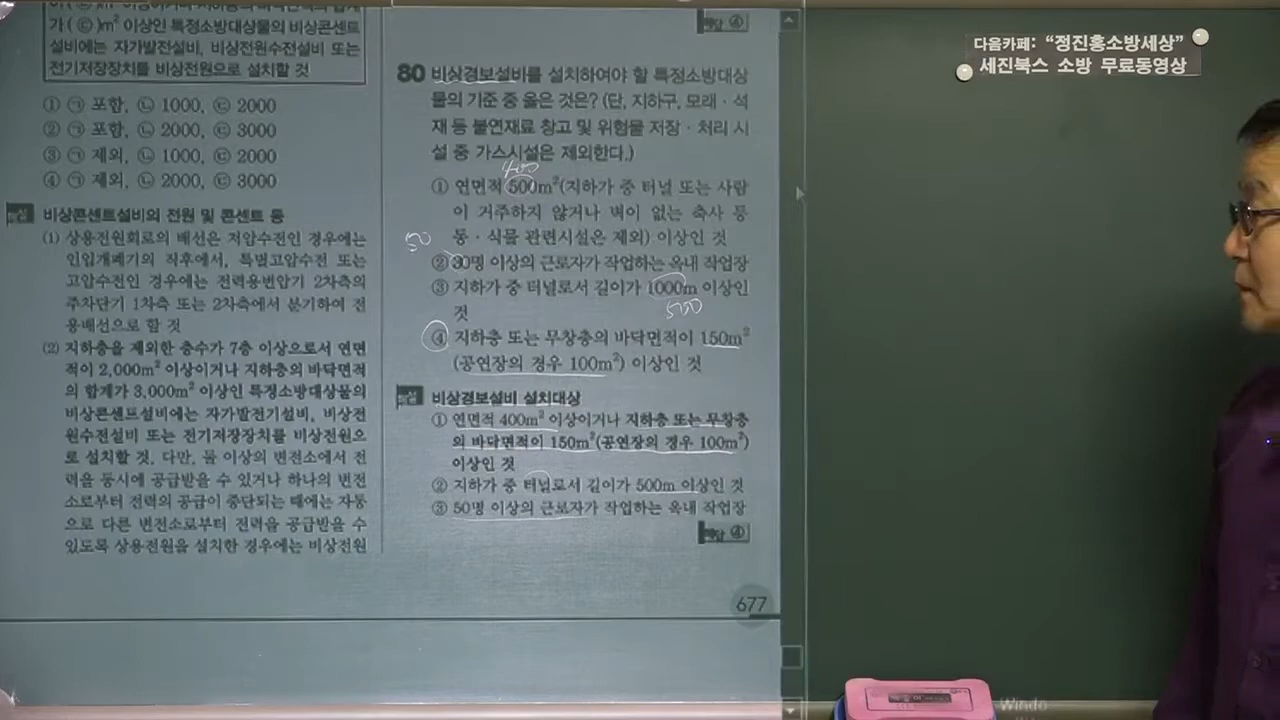 가 (㉢)m² 이상인 특정소방대상물의 비상콘센트
설비에는 자가발전설비, 비상전원수전설비 또는
전기저장장치를 비상전원으로 설치할 것
① ㉠ 포함, ㉡ 1000, ㉢ 2000
② ㉠ 포함, ㉡ 2000, ㉢ 3000
③ ㉠ 제외, ㉡ 1000, ㉢ 2000
④ ㉠ 제외, ㉡ 2000, ㉢ 3000
해설 비상콘센트설비의 전원 및 콘센트 등
(1) 상용전원회로의 배선은 저압수전인 경우에는
인입개폐기의 직후에서, 특별고압수전 또는
고압수전인 경우에는 전력용변압기 2차측의
주차단기 1차측 또는 2차측에서 분기하여 전
용배선으로 할 것
(2) 지하층을 제외한 층수가 7층 이상으로서 연면
적이 2,000m² 이상이거나 지하층의 바닥면적
의 합계가 3,000m² 이상인 특정소방대상물의
비상콘센트설비에는 자가발전기설비, 비상전
원수전설비 또는 전기저장장치를 비상전원으
로 설치할 것. 다만, 둘 이상의 변전소에서 전
력을 동시에 공급받을 수 있거나 하나의 변전
소로부터 전력의 공급이 중단되는 때에는 자동
으로 다른 변전소로부터 전력을 공급받을 수
있도록 상용전원을 설치한 경우에는 비상전원
해답 ④
80 비상경보설비를 설치하여야 할 특정소방대상
물의 기준 중 옳은 것은? (단, 지하구, 모래·석
재 등 불연재료 창고 및 위험물 저장·처리 시
설 중 가스시설은 제외한다.)
400
① 연면적 500m²(지하가 중 터널 또는 사람
이 거주하지 않거나 벽이 없는 축사 등
동·식물 관련시설은 제외) 이상인 것
50
② 30명 이상의 근로자가 작업하는 옥내 작업장
③ 지하가 중 터널로서 길이가 1000m 이상인
것
500
④ 지하층 또는 무창층의 바닥면적이 150m²
(공연장의 경우 100m²) 이상인 것
해설 비상경보설비 설치대상
① 연면적 400m² 이상이거나 지하층 또는 무창층
의 바닥면적이 150m²(공연장의 경우 100m²)
이상인 것
② 지하가 중 터널로서 길이가 500m 이상인 것
③ 50명 이상의 근로자가 작업하는 옥내 작업장
해답 ④
677
다음카페: “정진홍소방세상”
세진북스 소방 무료동영상
Windo